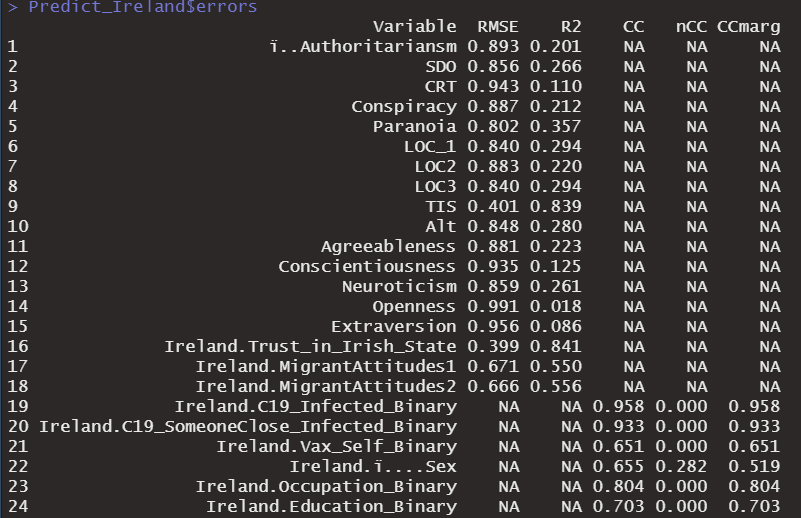 > Predict_Ireland$errors
Variable RMSE R2 CC nCC CCmarg
1 ï..Authoritariansm 0.893 0.201 NA NA NA
2 SDO 0.856 0.266 NA NA NA
3 CRT 0.943 0.110 NA NA NA
4 Conspiracy 0.887 0.212 NA NA NA
5 Paranoia 0.802 0.357 NA NA NA
6 LOC_1 0.840 0.294 NA NA NA
7 LOC2 0.883 0.220 NA NA NA
8 LOC3 0.840 0.294 NA NA NA
9 TIS 0.401 0.839 NA NA NA
10 Alt 0.848 0.280 NA NA NA
11 Agreeableness 0.881 0.223 NA NA NA
12 Conscientiousness 0.935 0.125 NA NA NA
13 Neuroticism 0.859 0.261 NA NA NA
14 Openness 0.991 0.018 NA NA NA
15 Extraversion 0.956 0.086 NA NA NA
16 Ireland.Trust_in_Irish_State 0.399 0.841 NA NA NA
17 Ireland.MigrantAttitudes1 0.671 0.550 NA NA NA
18 Ireland.MigrantAttitudes2 0.666 0.556 NA NA NA
19 Ireland.C19_Infected_Binary NA NA 0.958 0.000 0.958
20 Ireland.C19_SomeoneClose_Infected_Binary NA NA 0.933 0.000 0.933
21 Ireland.Vax_Self_Binary NA NA 0.651 0.000 0.651
22 Ireland.ï....Sex NA NA 0.655 0.282 0.519
23 Ireland.Occupation_Binary NA NA 0.804 0.000 0.804
24 Ireland.Education_Binary NA NA 0.703 0.000 0.703